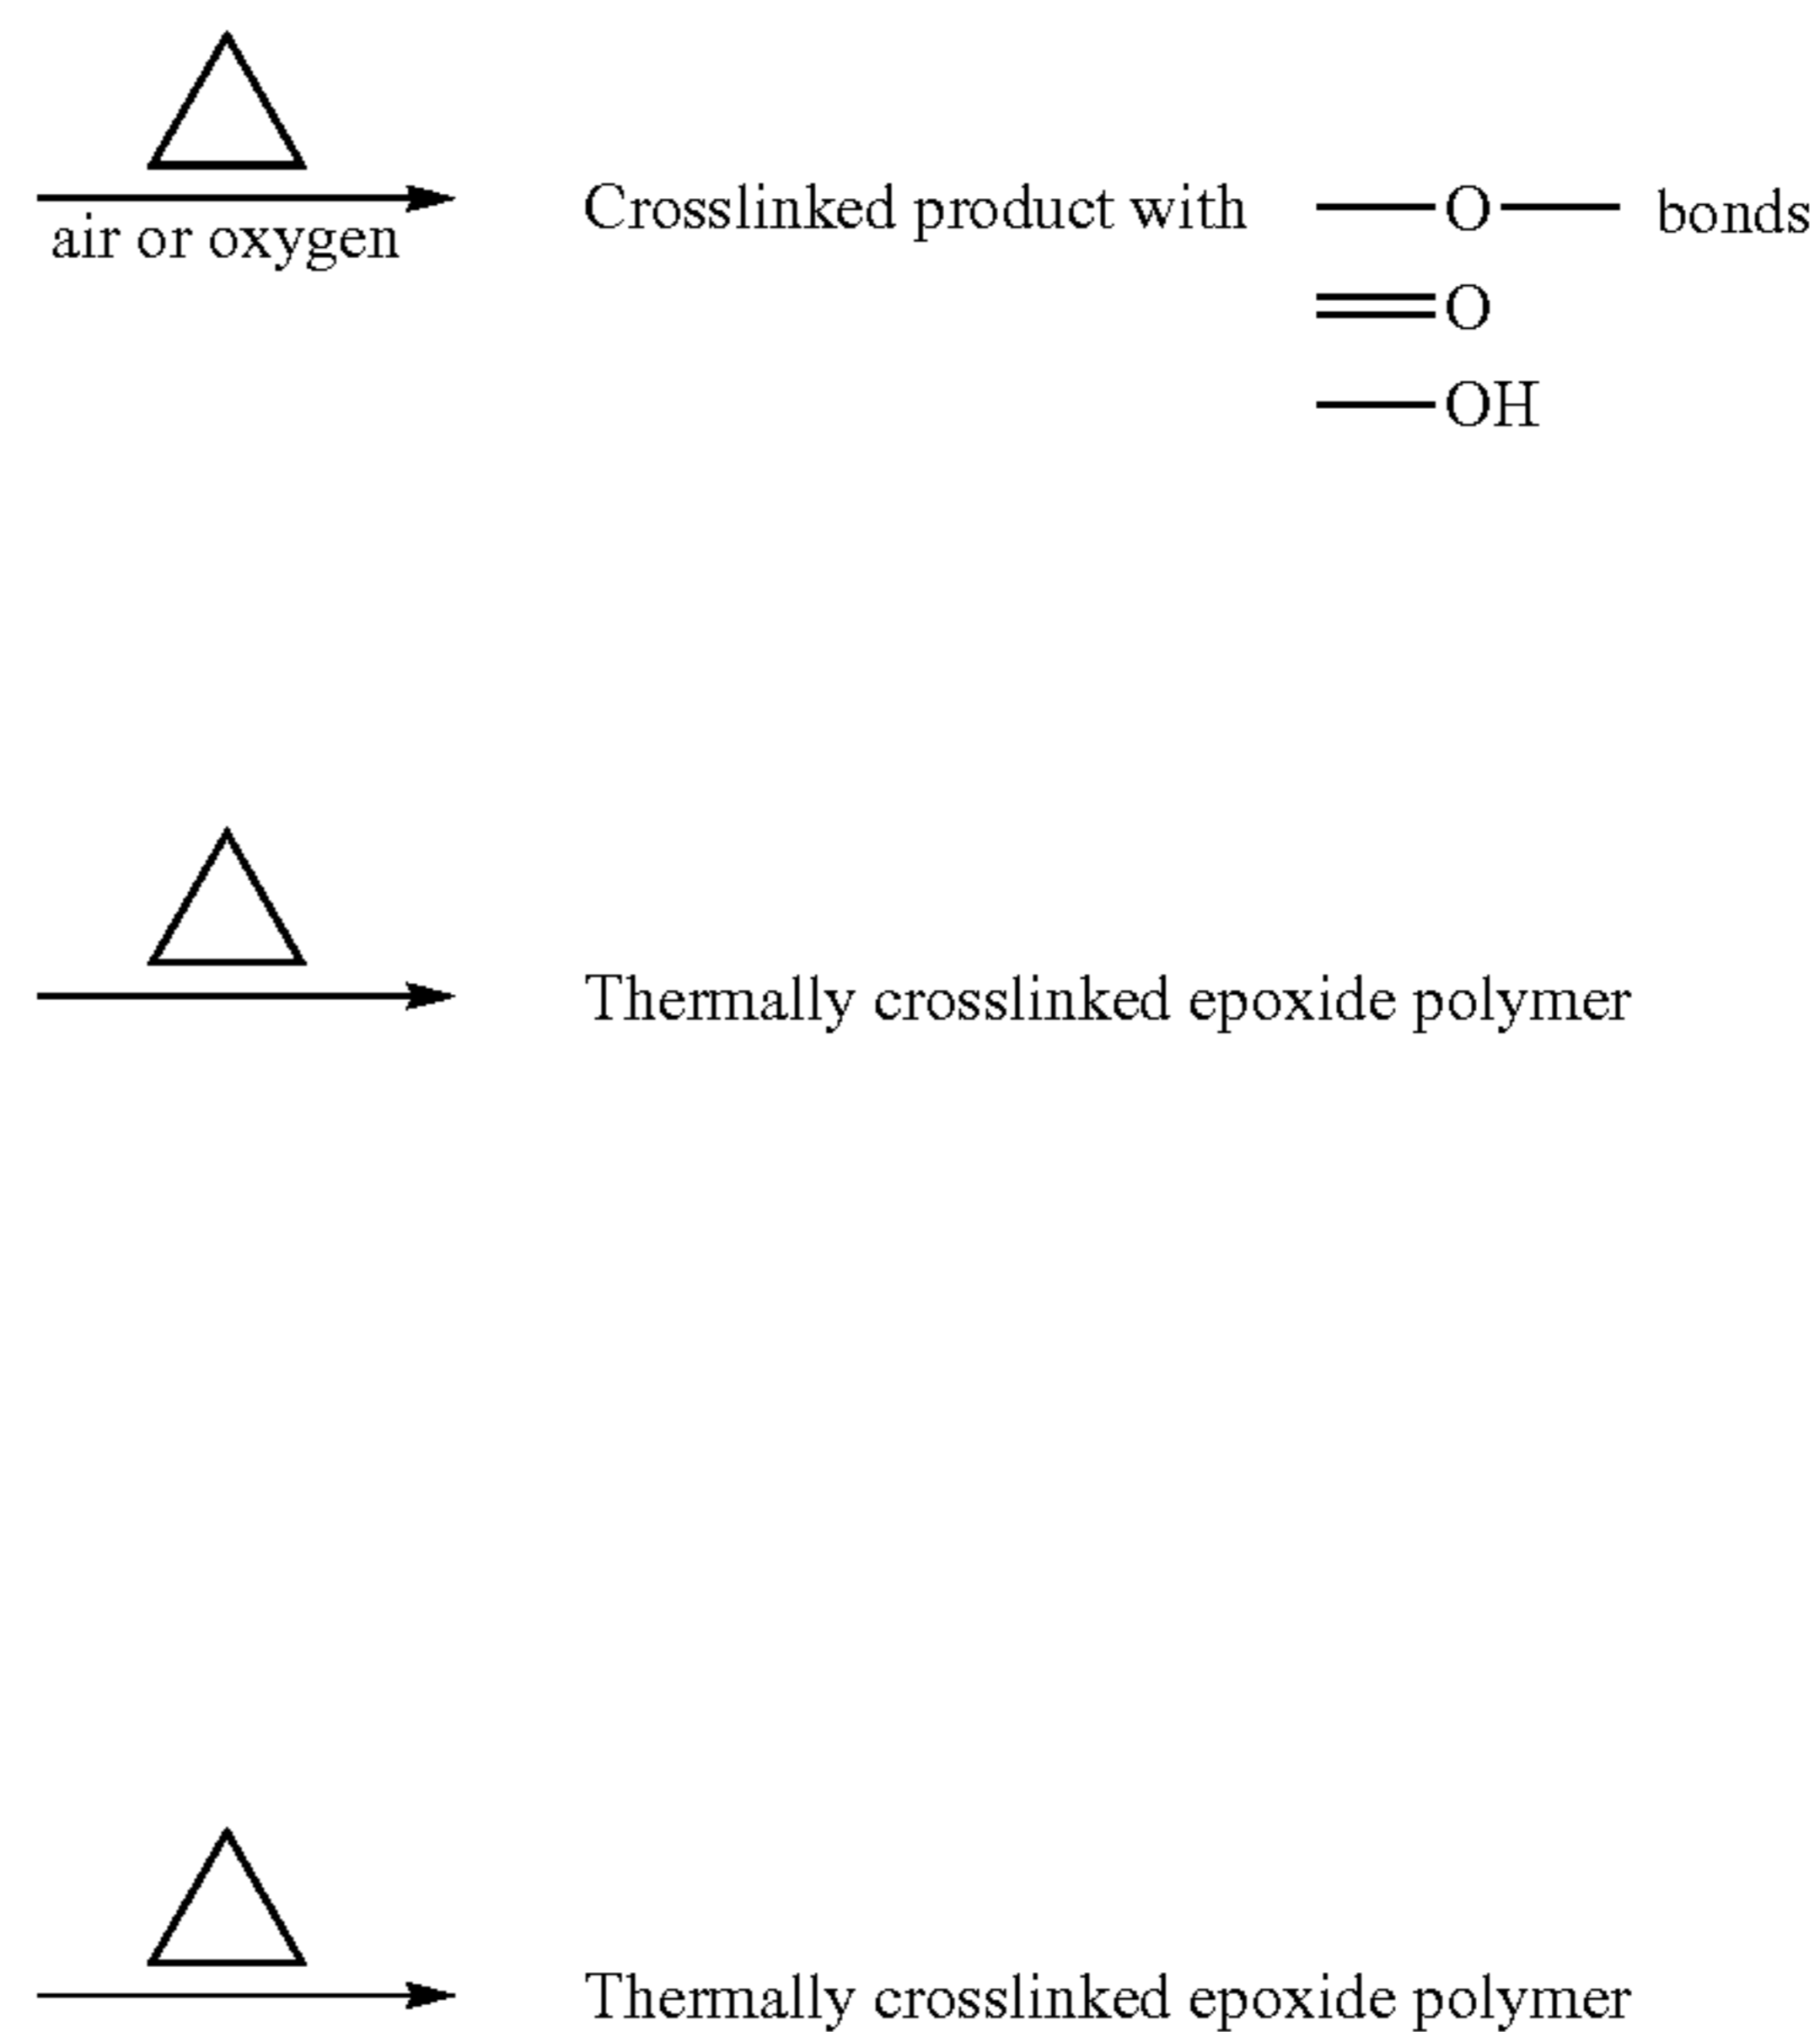 Crosslinked product with —O— bonds
air or oxygen
=O
—OH
Thermally crosslinked epoxide polymer
Thermally crosslinked epoxide polymer